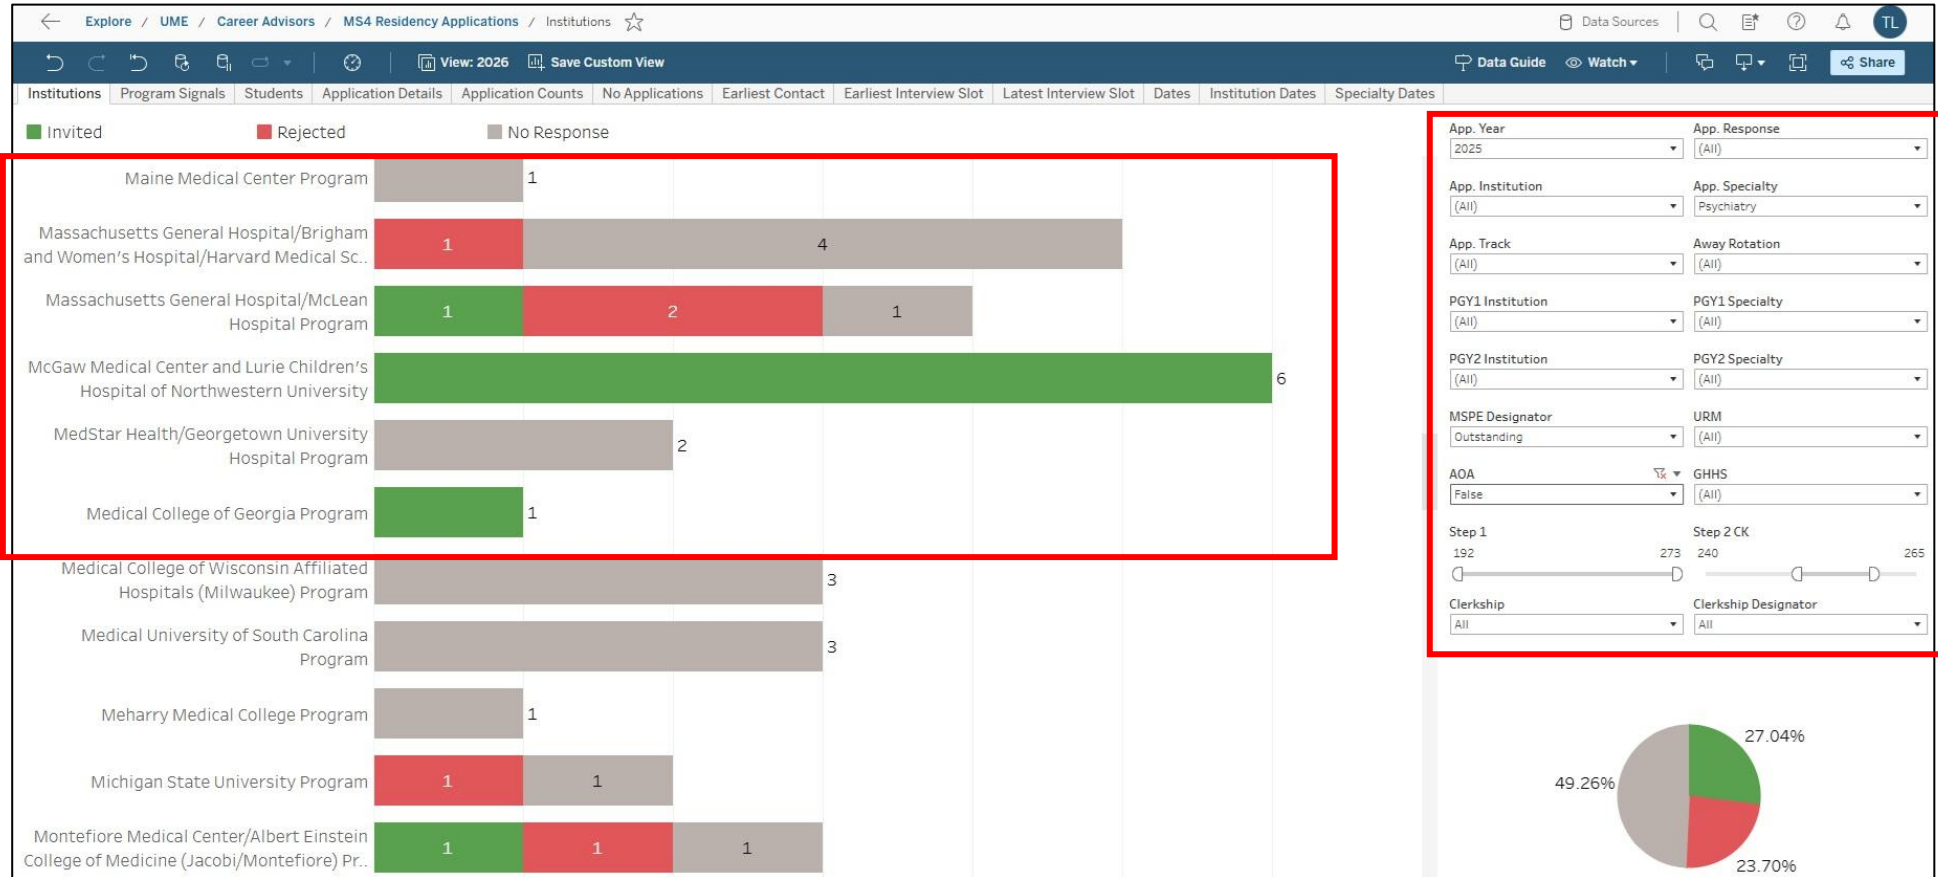 Explore / UME / Career Advisors / MS4 Residency Applications / Institutions
Data Sources
TL
View: 2026
Save Custom View
Data Guide
Watch
Share
Institutions
Program Signals
Students
Application Details
Application Counts
No Applications
Earliest Contact
Earliest Interview Slot
Latest Interview Slot
Dates
Institution Dates
Specialty Dates
Invited
Rejected
No Response
Maine Medical Center Program
1
Massachusetts General Hospital/Brigham
and Women's Hospital/Harvard Medical Sc..
1
4
Massachusetts General Hospital/McLean
Hospital Program
1
2
1
McGaw Medical Center and Lurie Children's
Hospital of Northwestern University
6
MedStar Health/Georgetown University
Hospital Program
2
Medical College of Georgia Program
1
Medical College of Wisconsin Affiliated
Hospitals (Milwaukee) Program
3
Medical University of South Carolina
Program
3
Meharry Medical College Program
1
Michigan State University Program
1
1
Montefiore Medical Center/Albert Einstein
College of Medicine (Jacobi/Montefiore) Pr..
1
1
1
App. Year
2025
App. Response
(All)
App. Institution
(All)
App. Specialty
Psychiatry
App. Track
(All)
Away Rotation
(All)
PGY1 Institution
(All)
PGY1 Specialty
(All)
PGY2 Institution
(All)
PGY2 Specialty
(All)
MSPE Designator
Outstanding
URM
(All)
AOA
False
GHHS
(All)
Step 1
192
273
Step 2 CK
240
265
Clerkship
All
Clerkship Designator
All
27.04%
49.26%
23.70%